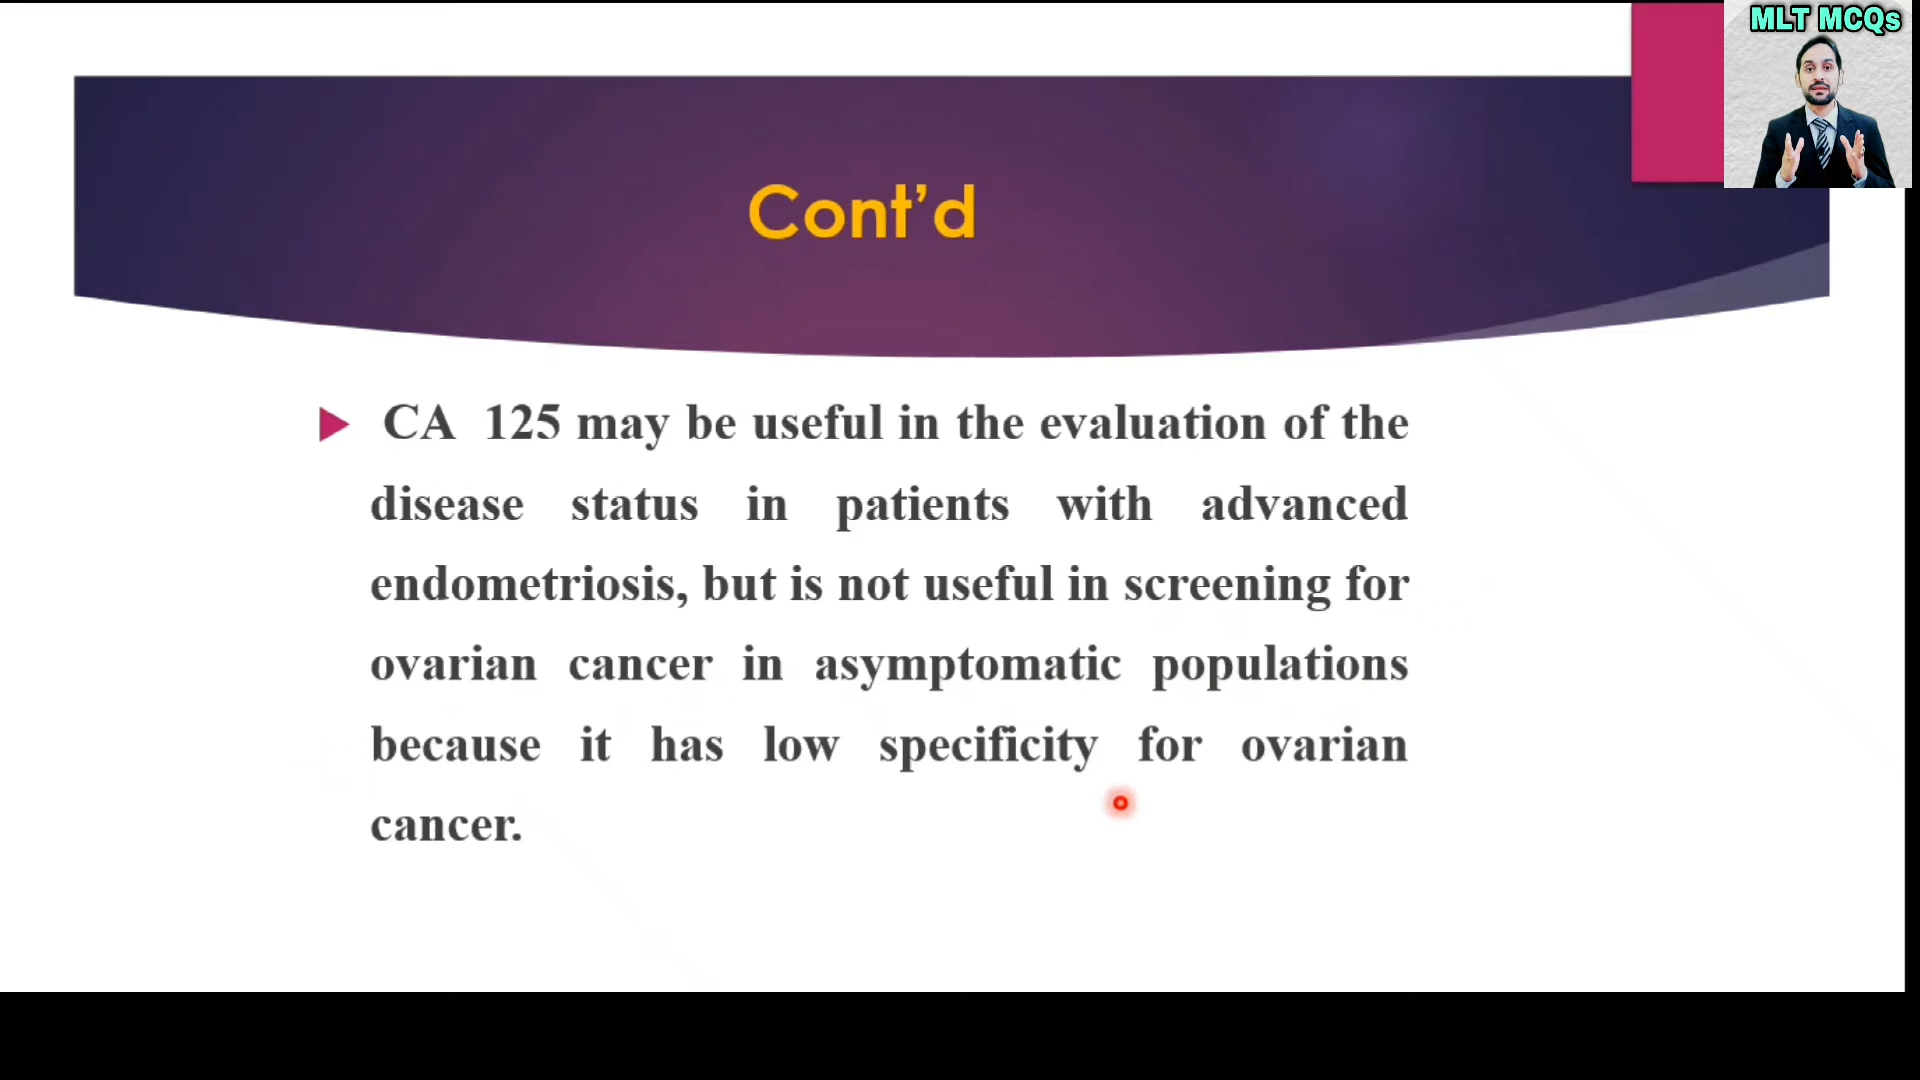 MLT MCQs
Cont’d
CA 125 may be useful in the evaluation of the
disease status in patients with advanced
endometriosis, but is not useful in screening for
ovarian cancer in asymptomatic populations
because it has low specificity for ovarian
cancer.